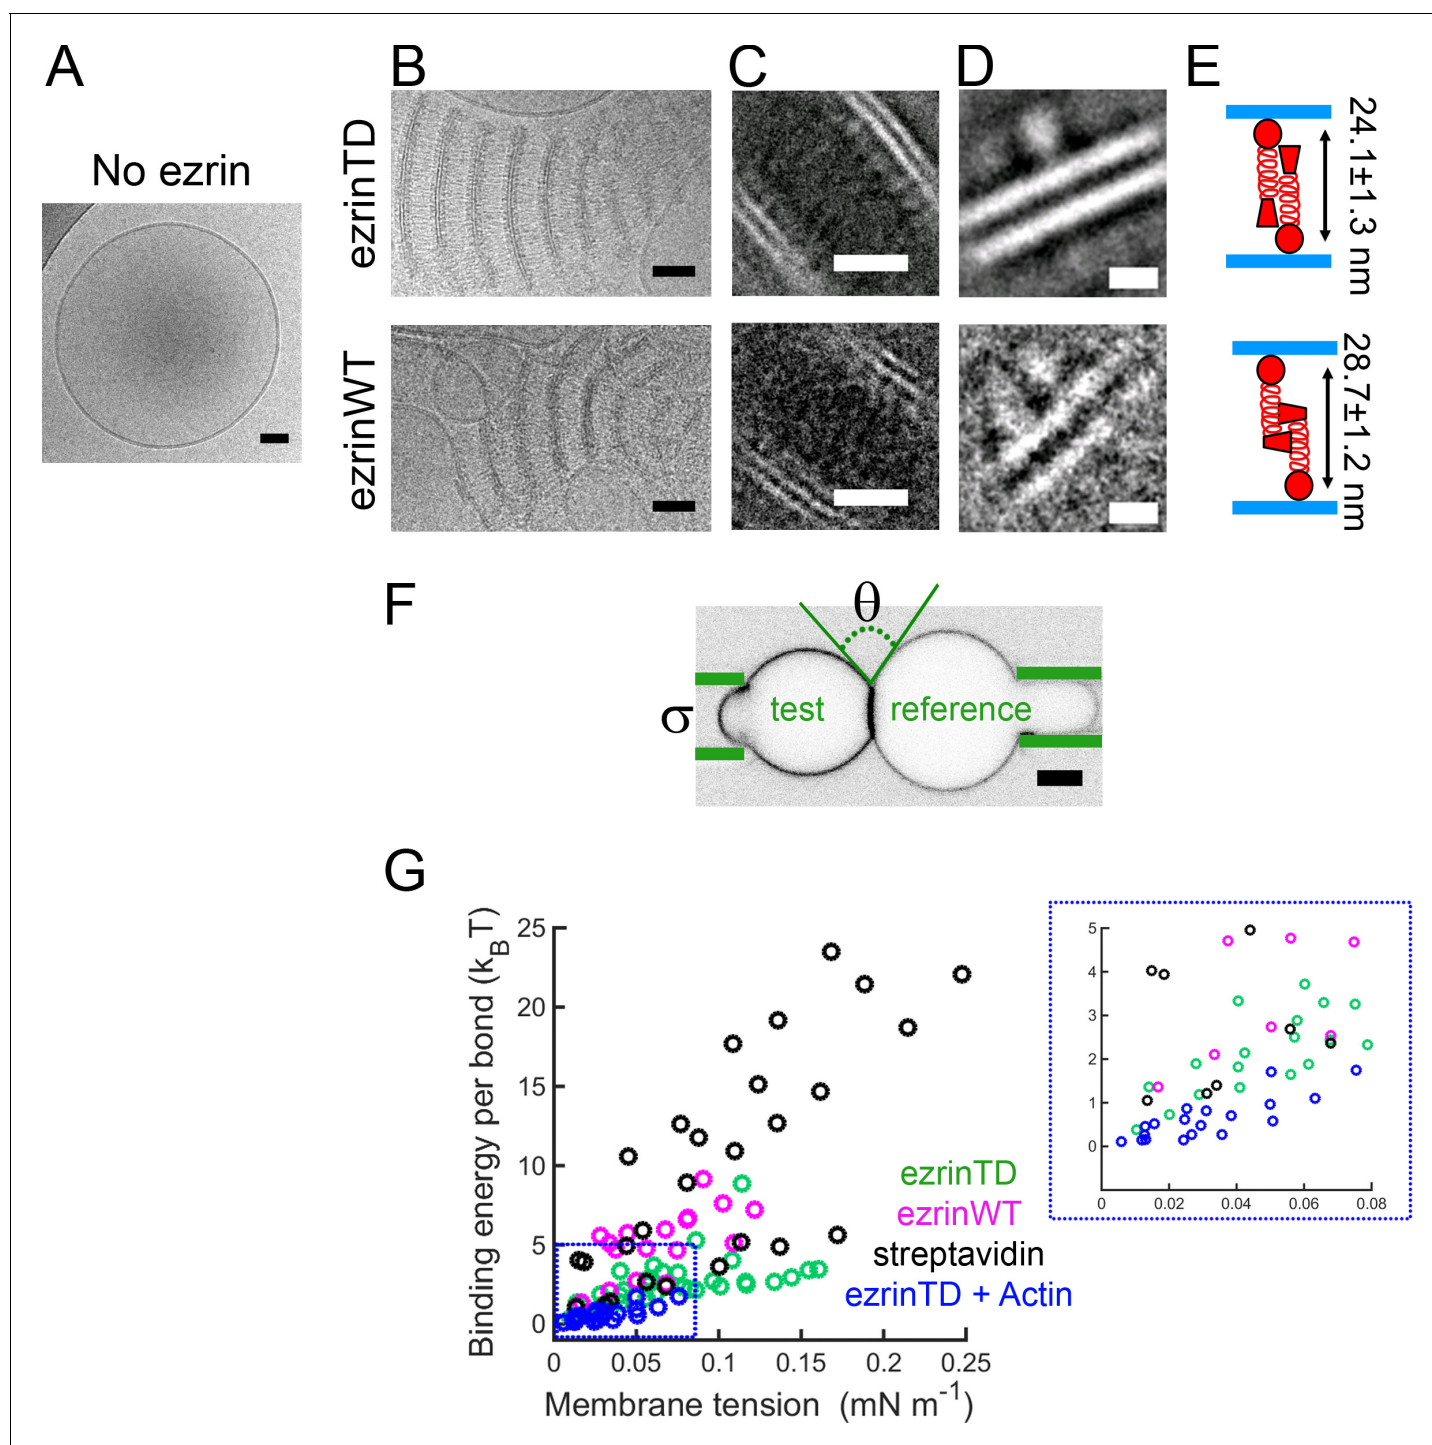 A
B
C
D
E
No ezrin
ezrinTD
24.1±1.3 nm
ezrinWT
28.7±1.2 nm
F
θ
σ
test
reference
G
Binding energy per bond (k_BT)
25
20
15
10
5
0
0
0.05
0.1
0.15
0.2
0.25
Membrane tension (mN m⁻¹)
ezrinTD
ezrinWT
streptavidin
ezrinTD + Actin
5
4
3
2
1
0
0
0.02
0.04
0.06
0.08